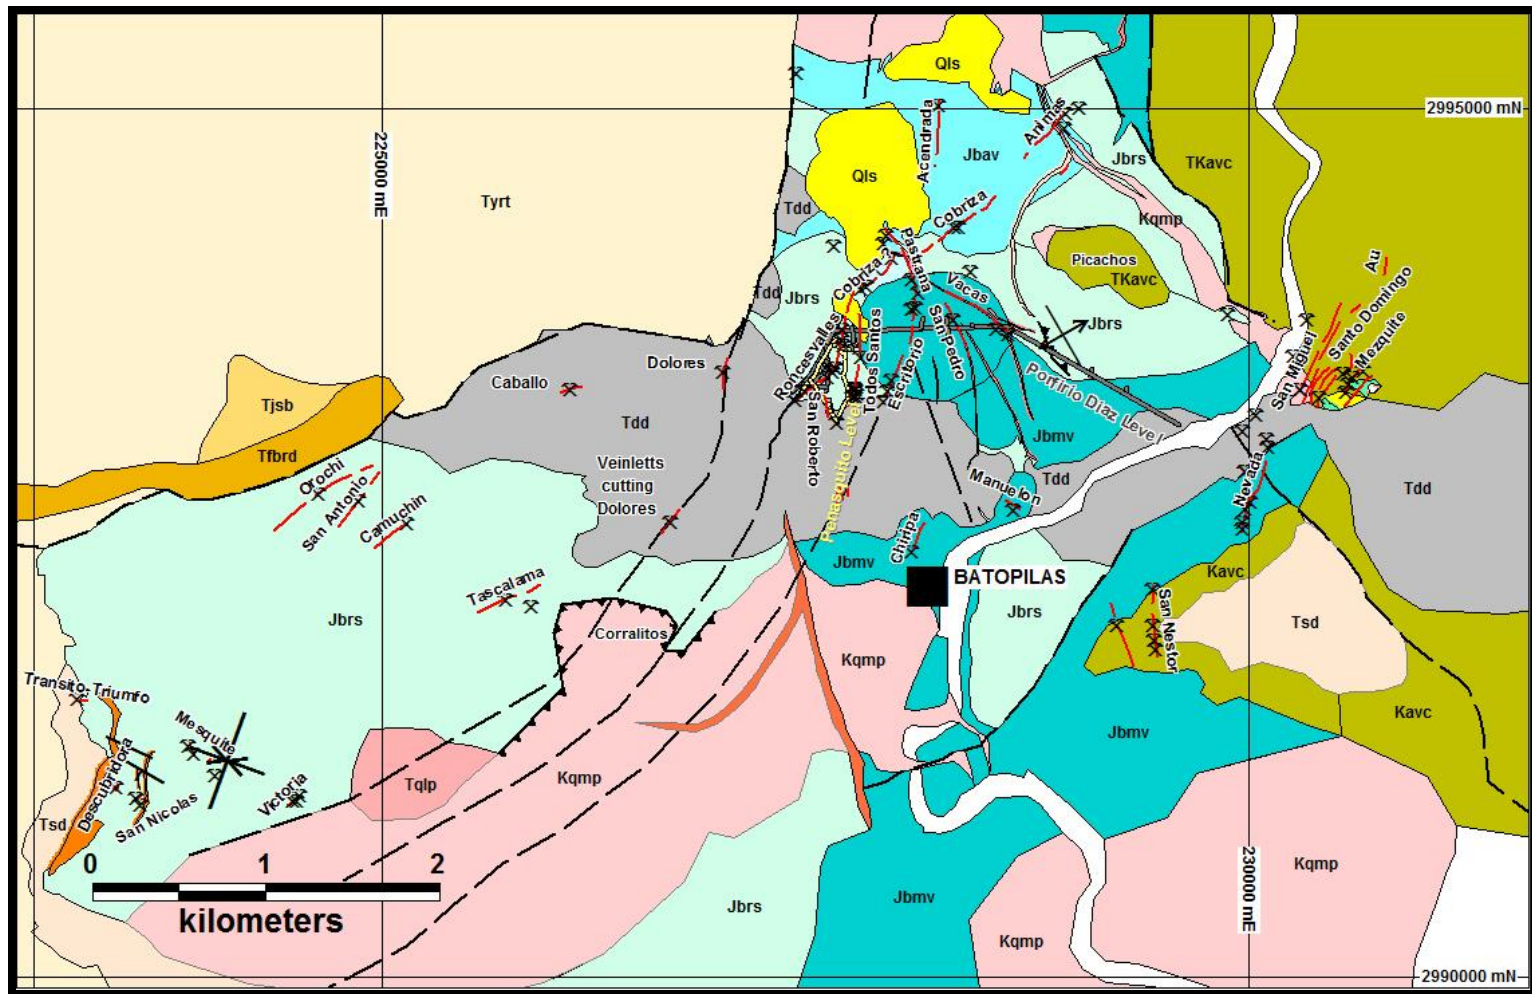 Qls
2995000 mN
Acendrada
Animas
225000 mE
Jbav
Jbrs
TKavc
Qls
Tyrt
Tdd
Cobriza
Kqmp
Pastrana
Picachos
TKavc
Au
Cobriza-?
Vacas
Tdd
Jbrs
Santo Domingo
Jbrs
Roncesvalles
Todos Santos
San Pedro
Mezquite
San Miguel
Dolores
Escritorio
Porfirio Diaz Level
Caballo
San Roberto
Tjsb
Tdd
Jbmv
Tfbrd
Penasquito Level
Orochi
Veinletts
cutting
Dolores
Tdd
Manuelon
Nevada
Tdd
San Antonio
Camuchin
Chiripa
Jbmv
Kavc
BATOPILAS
Tascalama
Jbrs
San Nestor
Jbrs
Tsd
Corralitos
Kqmp
Transito-Triumfo
Kavc
Mesquite
Jbmv
Descubridora
Tqlp
Kqmp
Victoria
San Nicolas
Tsd
0 1 2
kilometers
230000 mE
Kqmp
Jbrs
Jbmv
Kqmp
2990000 mN